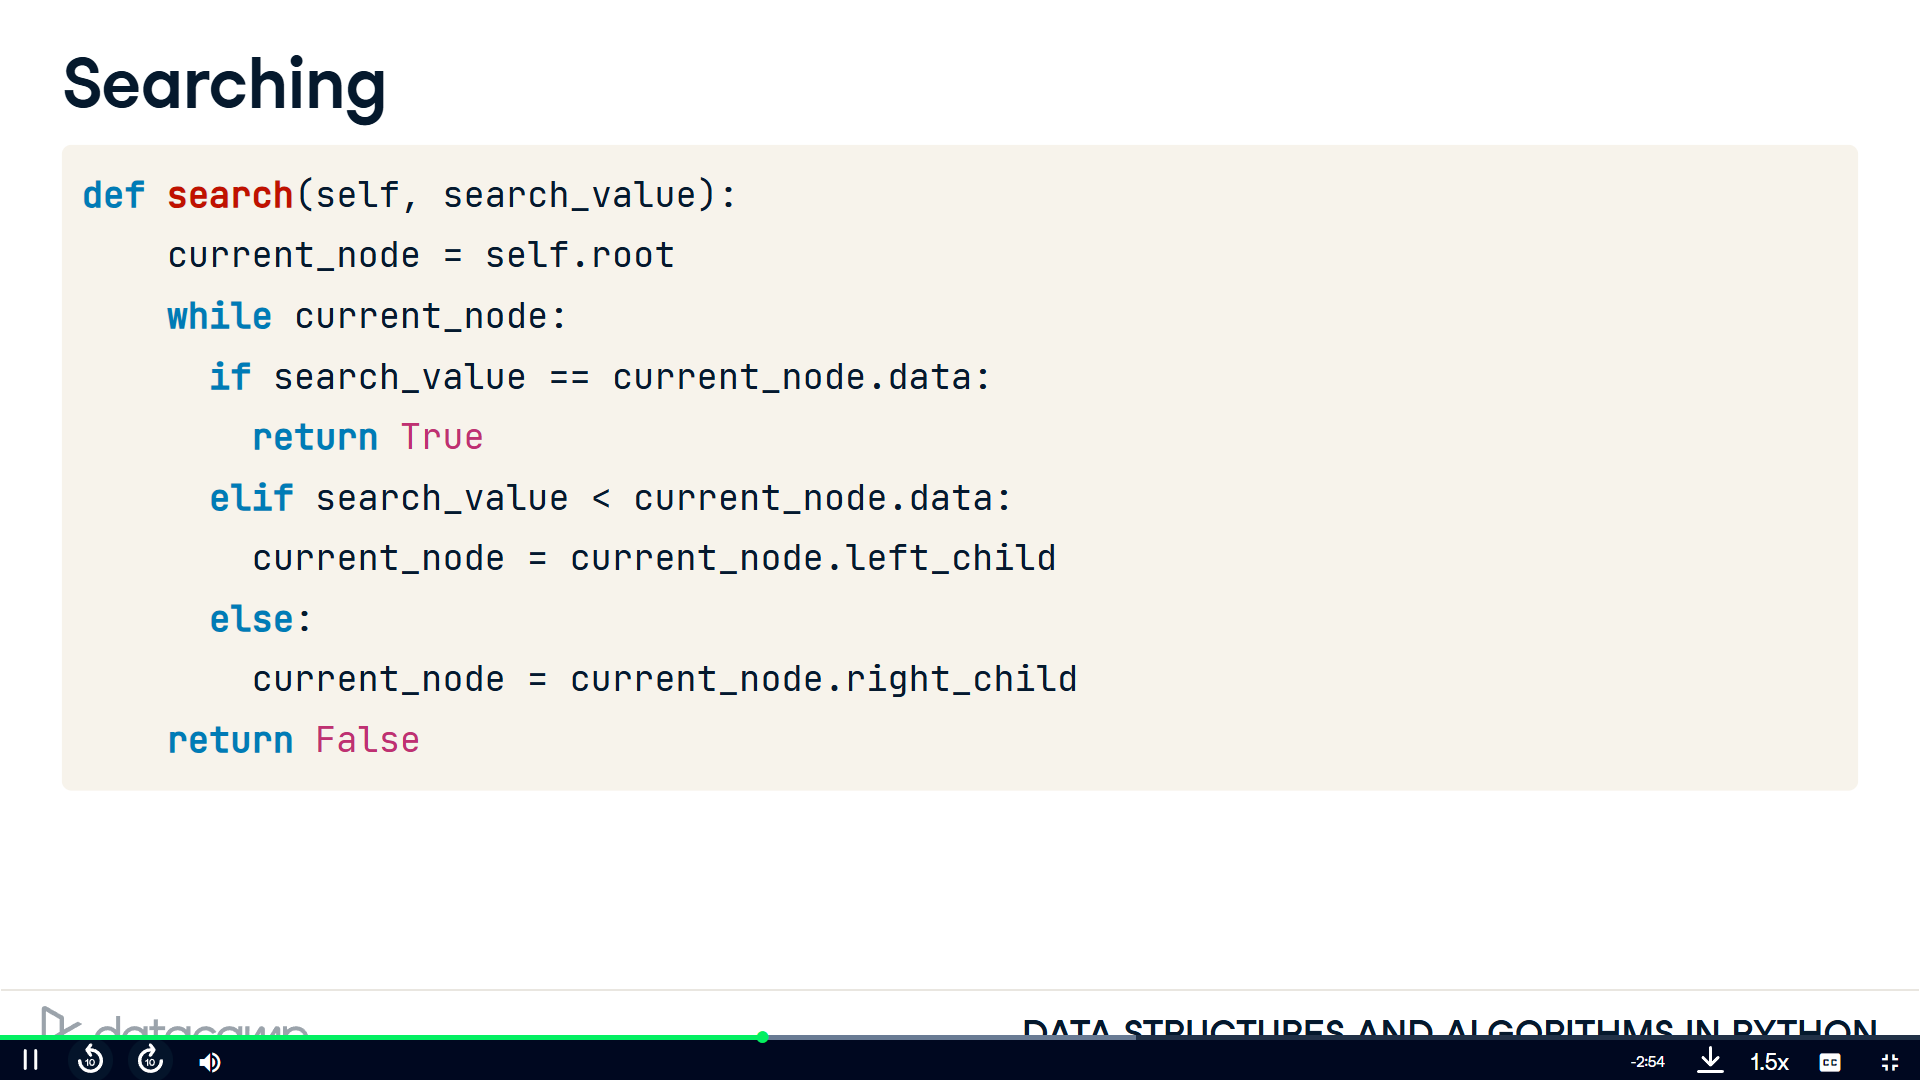 Searching
def search(self, search_value):
    current_node = self.root
    while current_node:
      if search_value == current_node.data:
        return True
      elif search_value < current_node.data:
        current_node = current_node.left_child
      else:
        current_node = current_node.right_child
    return False
datacamp
DATA STRUCTURES AND ALGORITHMS IN PYTHON
10
10
-2:54
1.5x
CC